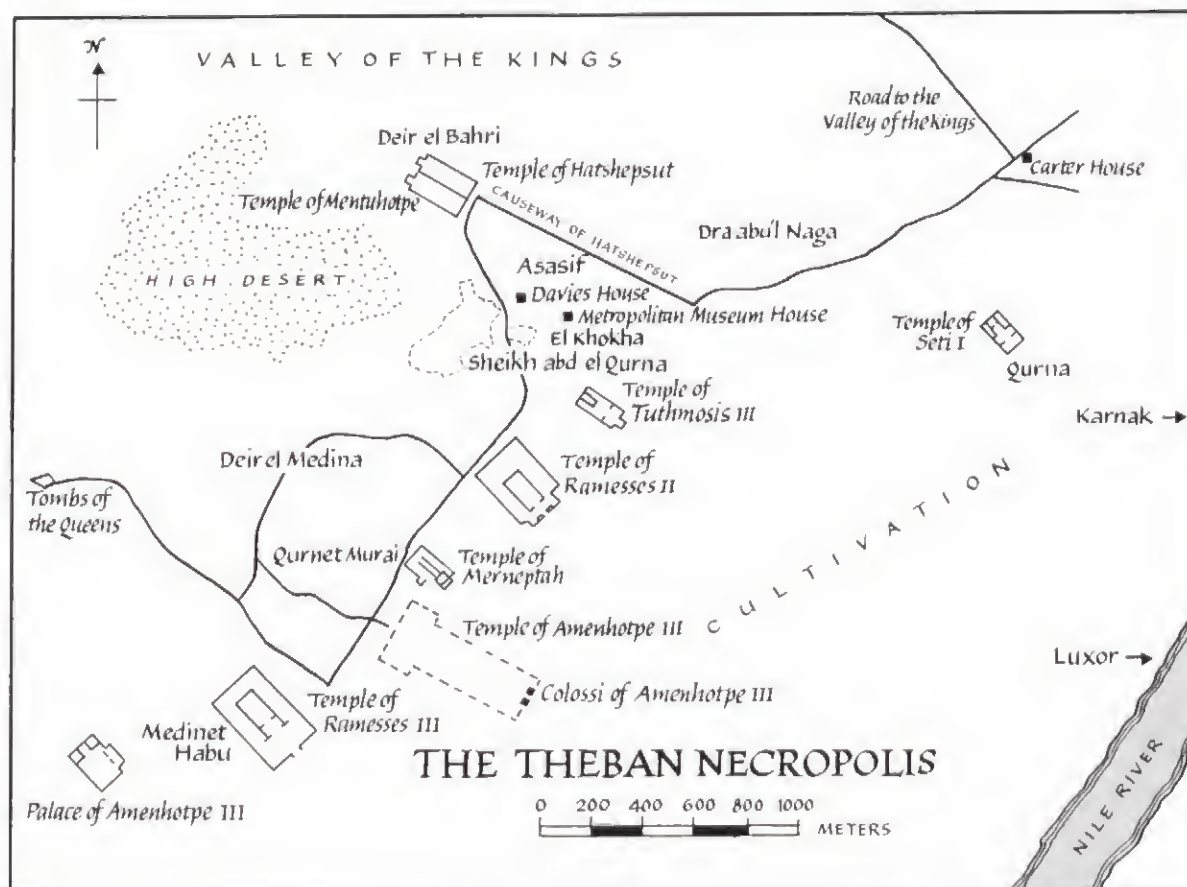 N
VALLEY OF THE KINGS
Road to the
Valley of the Kings
Deir el Bahri
Carter House
Temple of Hatshepsut
Temple of Mentuhotpe
CAUSEWAY OF HATSHEPSUT
Dra abu'l Naga
Asasif
HIGH DESERT
Davies House
Metropolitan Museum House
Temple of
Seti I
El Khokha
Sheikh abd el Qurna
Qurna
Temple of
Tuthmosis III
Karnak
Deir el Medina
Temple of
Ramesses II
Tombs of
the Queens
CULTIVATION
Qurnet Murai
Temple of
Merneptah
Temple of Amenhotpe III
Luxor
Colossi of Amenhotpe III
Temple of
Ramesses III
Medinet
Habu
THE THEBAN NECROPOLIS
Palace of Amenhotpe III
0 200 400 600 800 1000
METERS
NILE RIVER